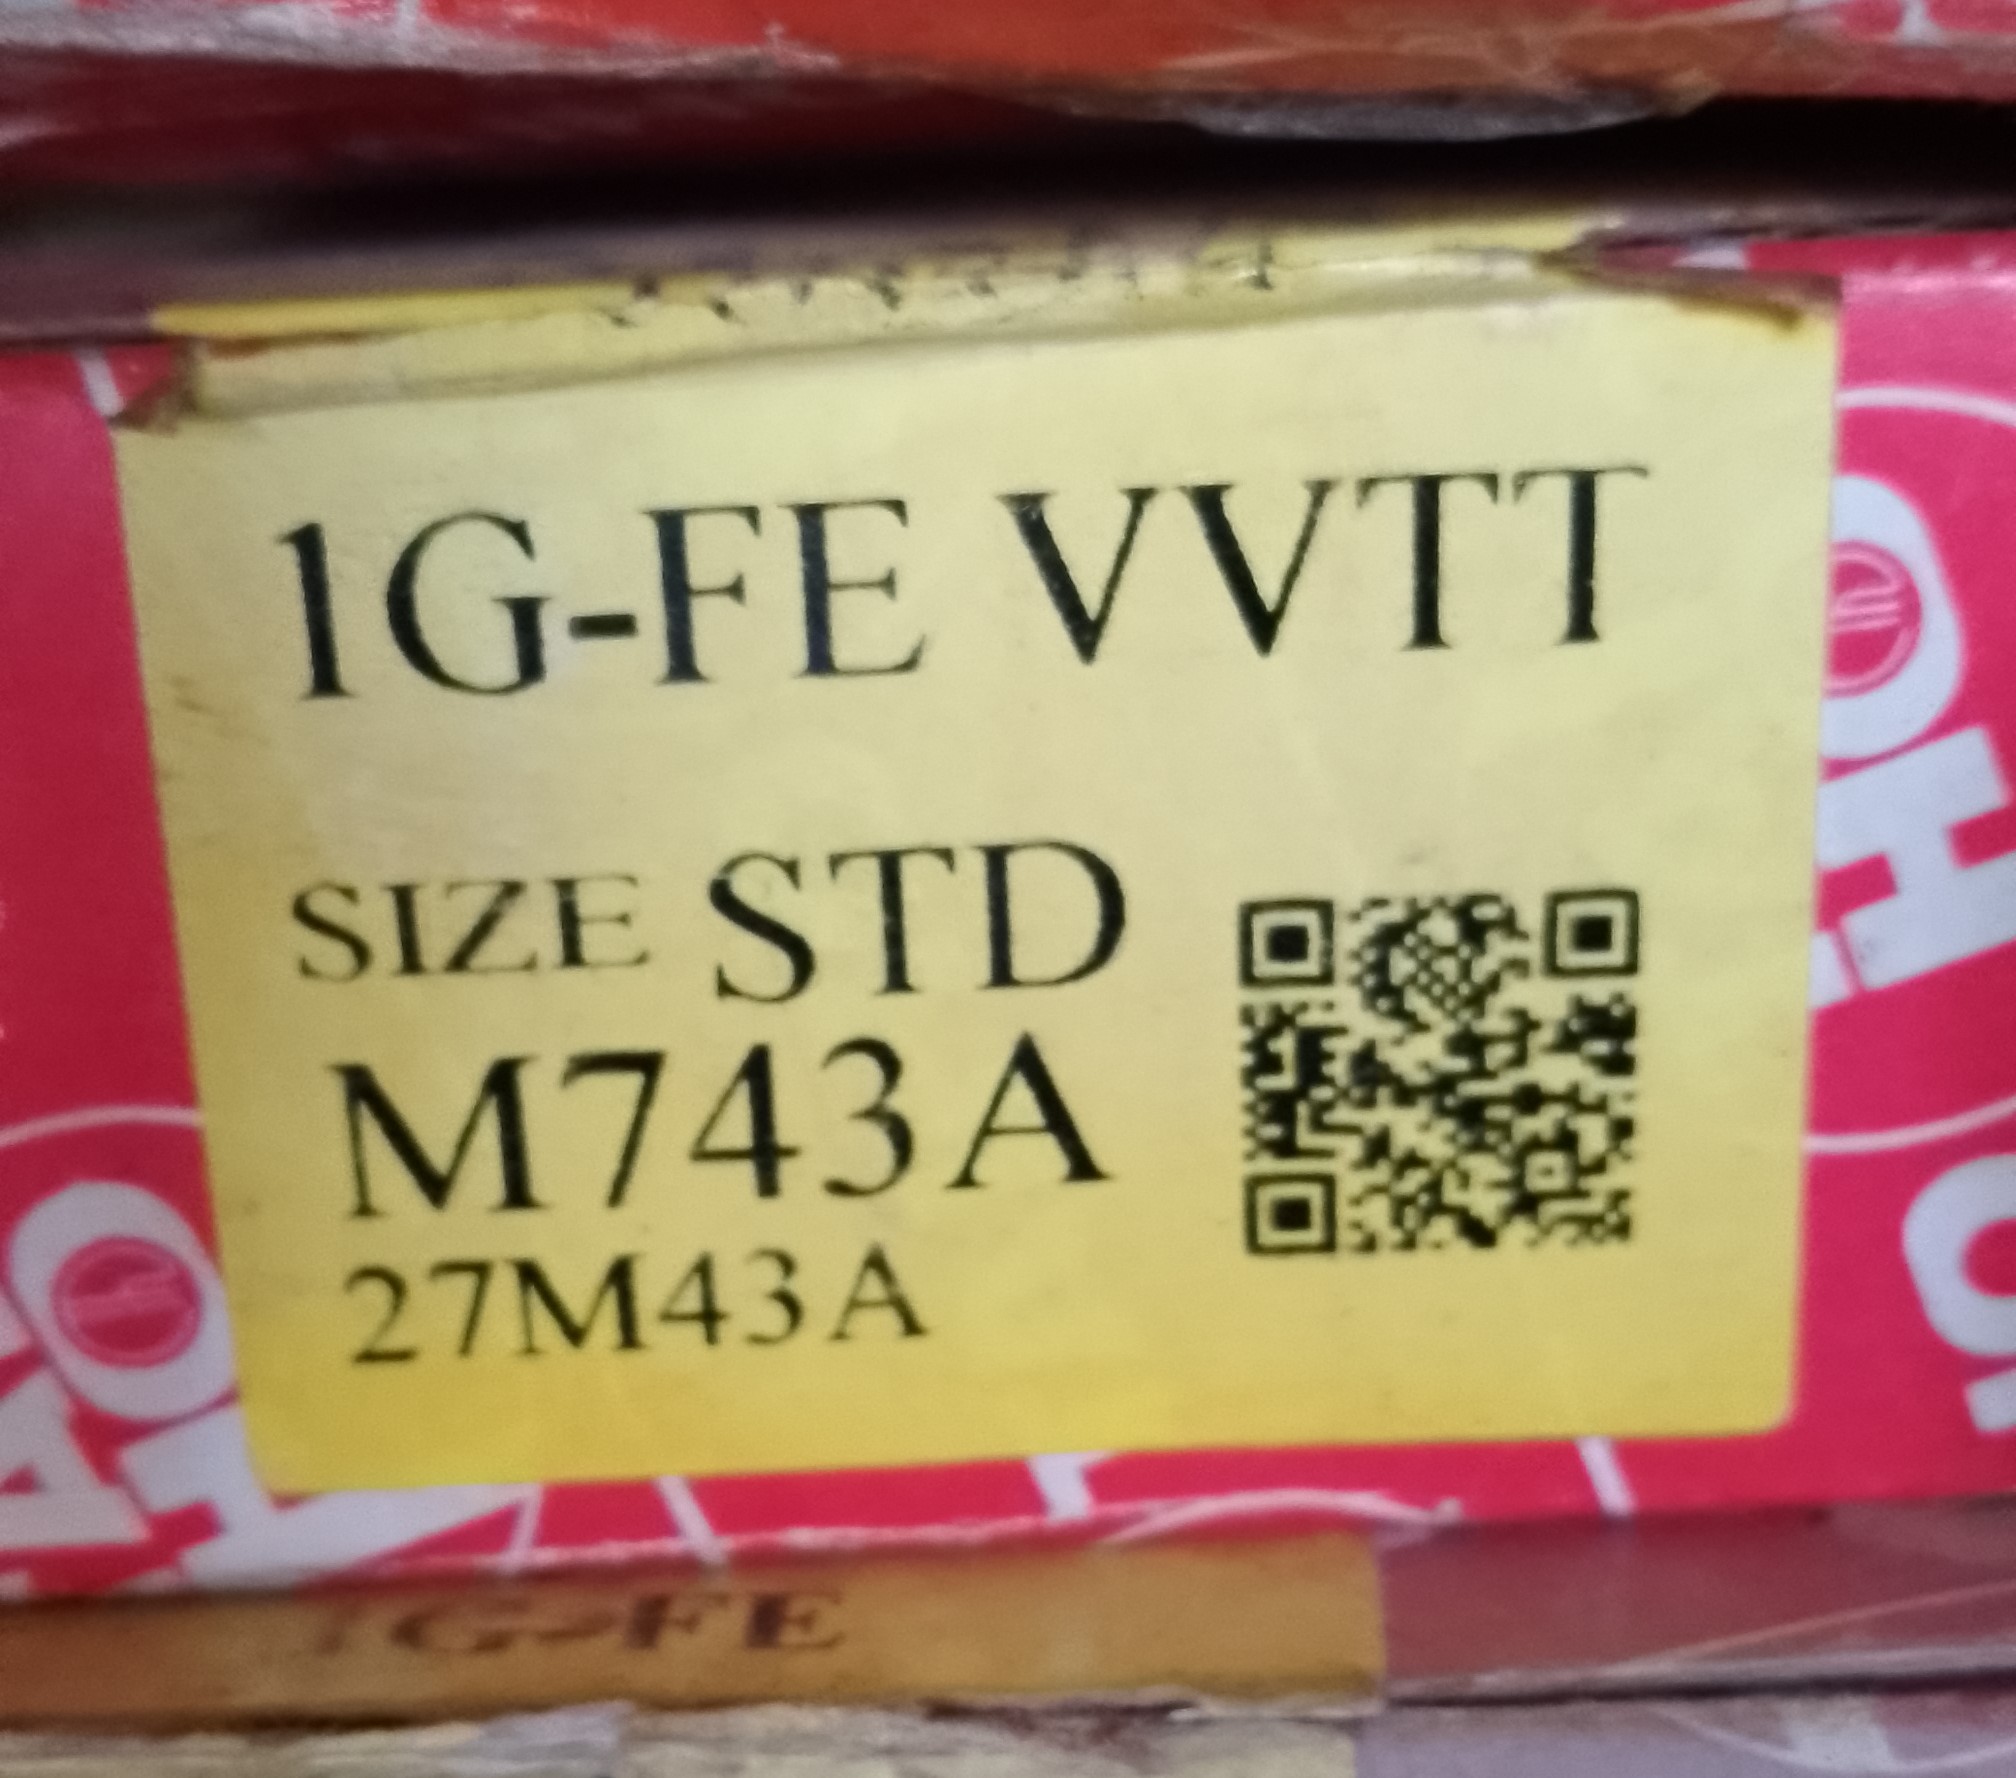 1G-FE VVTT
SIZE STD
M743A
27M43A
1G-FE